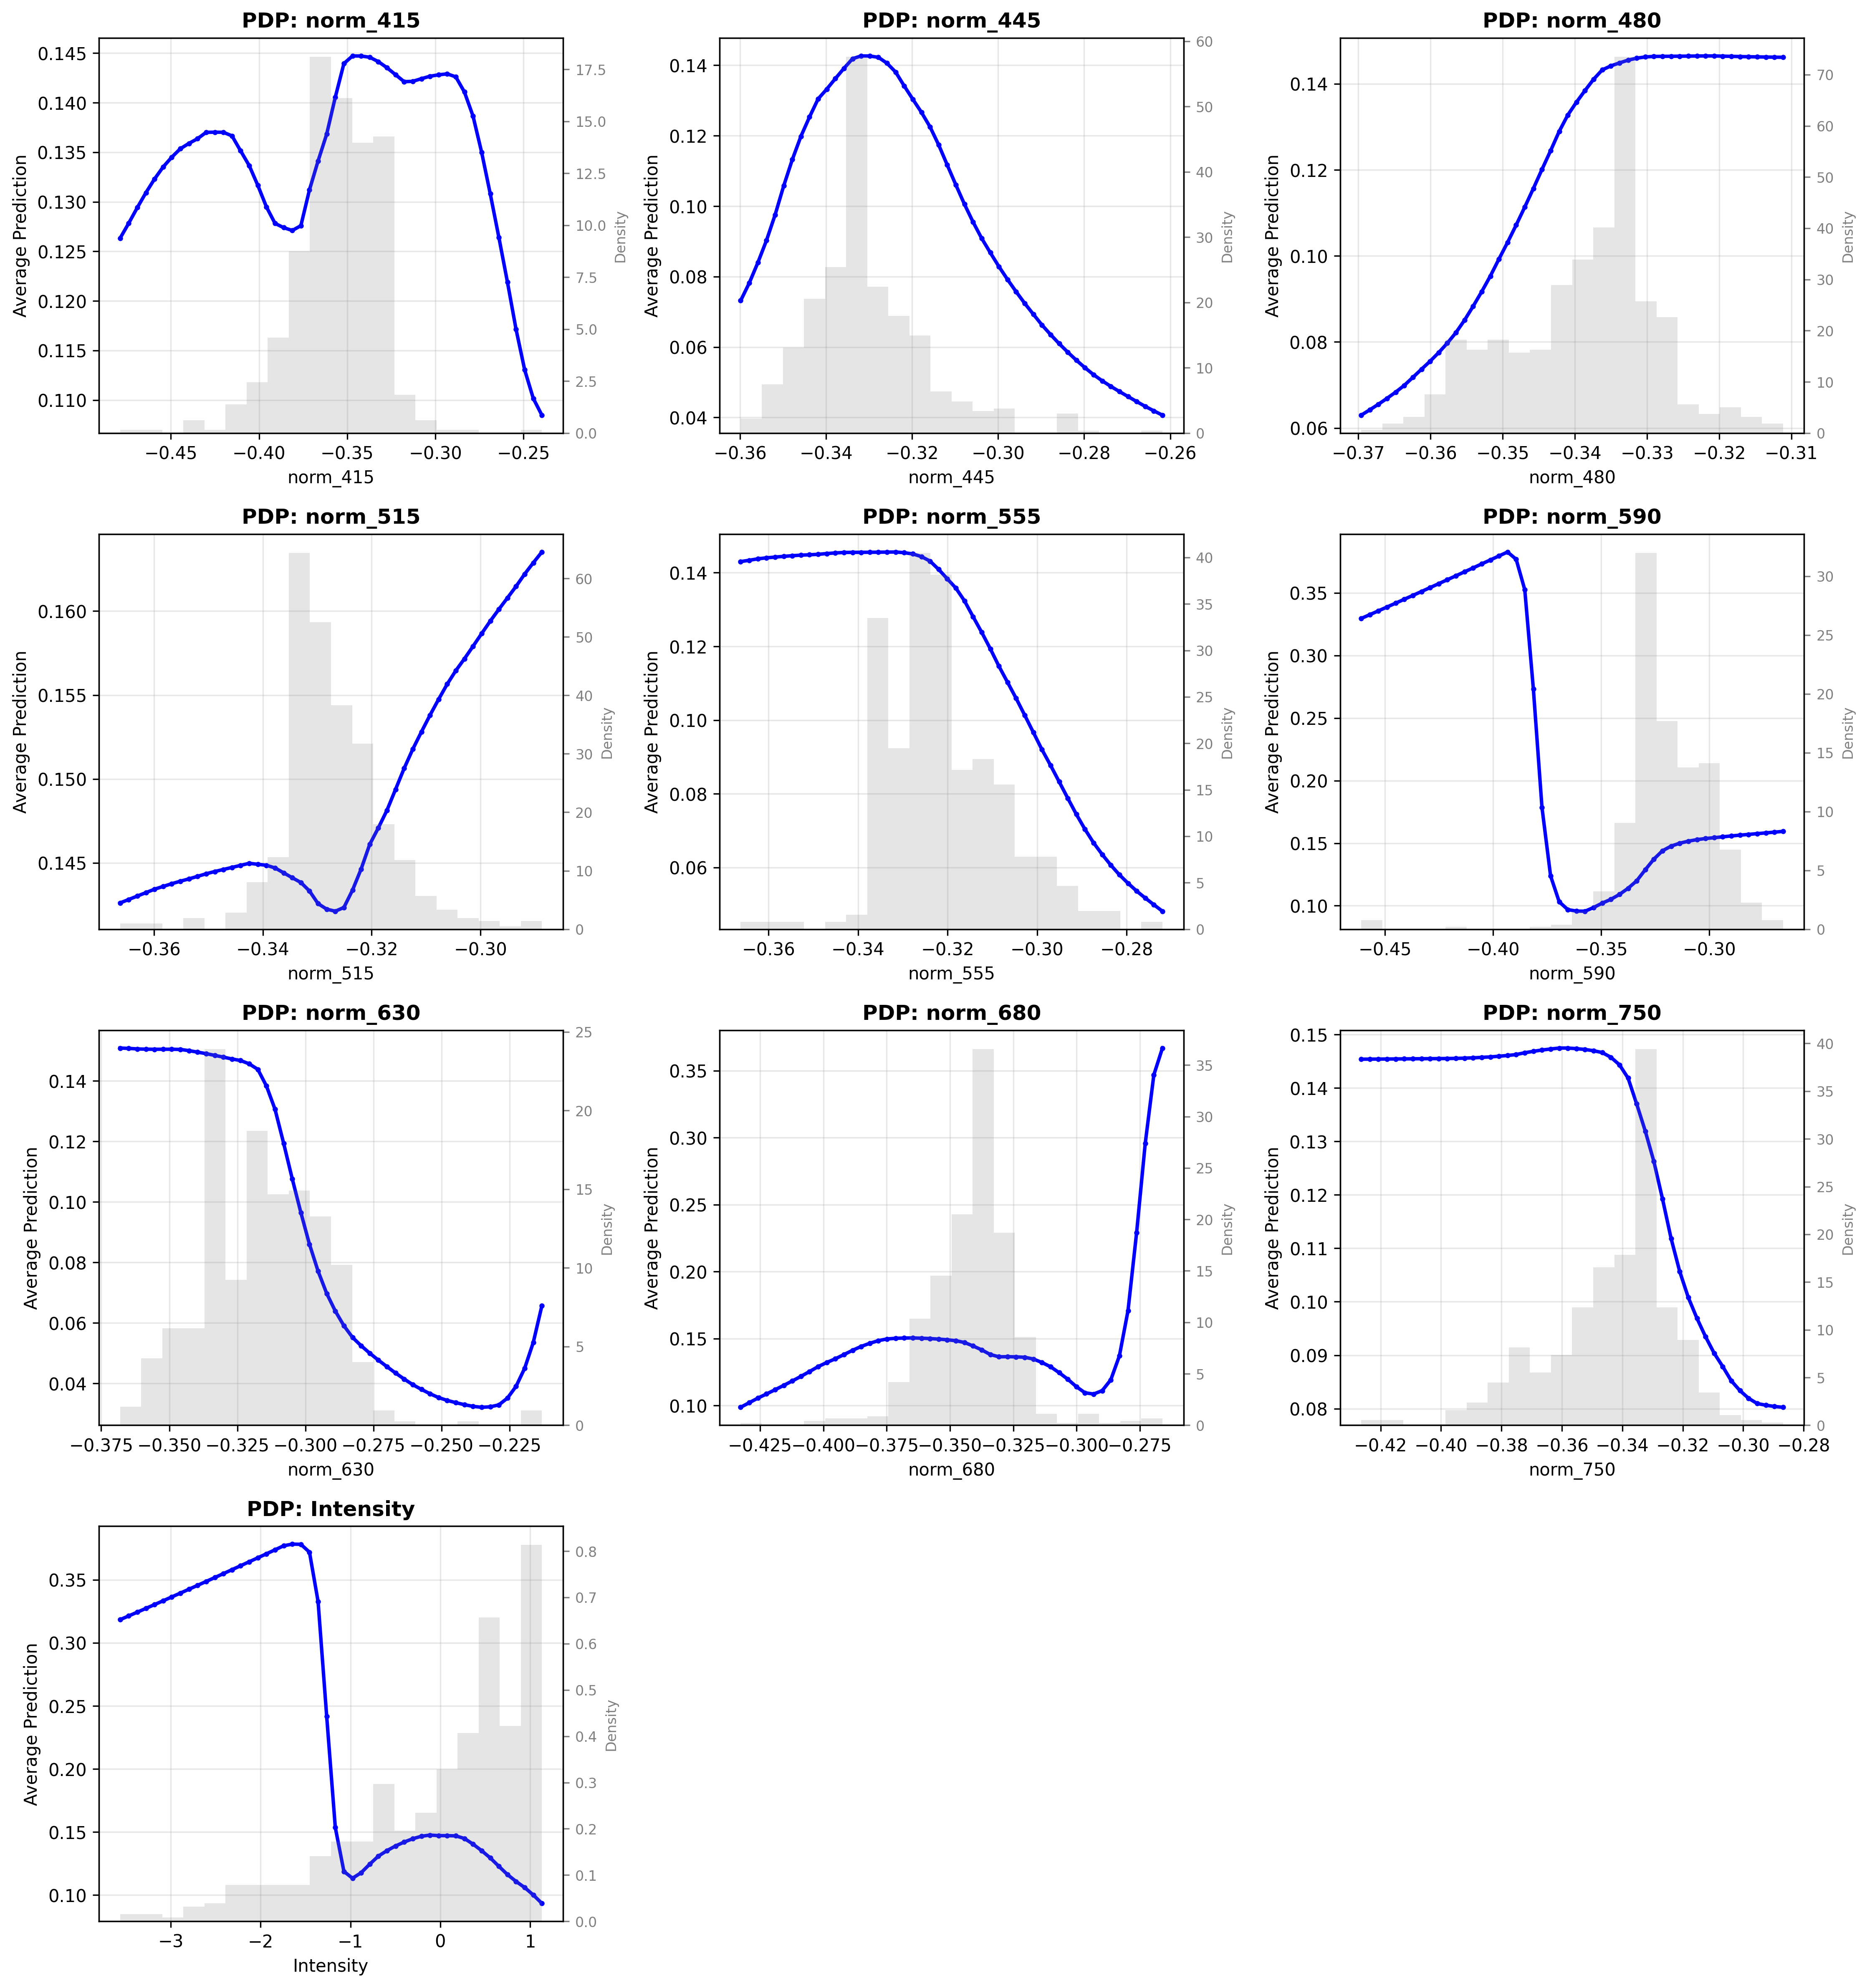 PDP: norm_415
0.145
0.140
0.135
0.130
0.125
0.120
0.115
0.110
Average Prediction
17.5
15.0
12.5
10.0
7.5
5.0
2.5
0.0
Density
−0.45 −0.40 −0.35 −0.30 −0.25
norm_415
PDP: norm_445
0.14
0.12
0.10
0.08
0.06
0.04
Average Prediction
60
50
40
30
20
10
0
Density
−0.36 −0.34 −0.32 −0.30 −0.28 −0.26
norm_445
PDP: norm_480
0.14
0.12
0.10
0.08
0.06
Average Prediction
70
60
50
40
30
20
10
0
Density
−0.37 −0.36 −0.35 −0.34 −0.33 −0.32 −0.31
norm_480
PDP: norm_515
0.160
0.155
0.150
0.145
Average Prediction
60
50
40
30
20
10
0
Density
−0.36 −0.34 −0.32 −0.30
norm_515
PDP: norm_555
0.14
0.12
0.10
0.08
0.06
Average Prediction
40
35
30
25
20
15
10
5
0
Density
−0.36 −0.34 −0.32 −0.30 −0.28
norm_555
PDP: norm_590
0.35
0.30
0.25
0.20
0.15
0.10
Average Prediction
30
25
20
15
10
5
0
Density
−0.45 −0.40 −0.35 −0.30
norm_590
PDP: norm_630
0.14
0.12
0.10
0.08
0.06
0.04
Average Prediction
25
20
15
10
5
0
Density
−0.375 −0.350 −0.325 −0.300 −0.275 −0.250 −0.225
norm_630
PDP: norm_680
0.35
0.30
0.25
0.20
0.15
0.10
Average Prediction
35
30
25
20
15
10
5
0
Density
−0.425 −0.400 −0.375 −0.350 −0.325 −0.300 −0.275
norm_680
PDP: norm_750
0.15
0.14
0.13
0.12
0.11
0.10
0.09
0.08
Average Prediction
40
35
30
25
20
15
10
5
0
Density
−0.42 −0.40 −0.38 −0.36 −0.34 −0.32 −0.30 −0.28
norm_750
PDP: Intensity
0.35
0.30
0.25
0.20
0.15
0.10
Average Prediction
0.8
0.7
0.6
0.5
0.4
0.3
0.2
0.1
0.0
Density
−3 −2 −1 0 1
Intensity